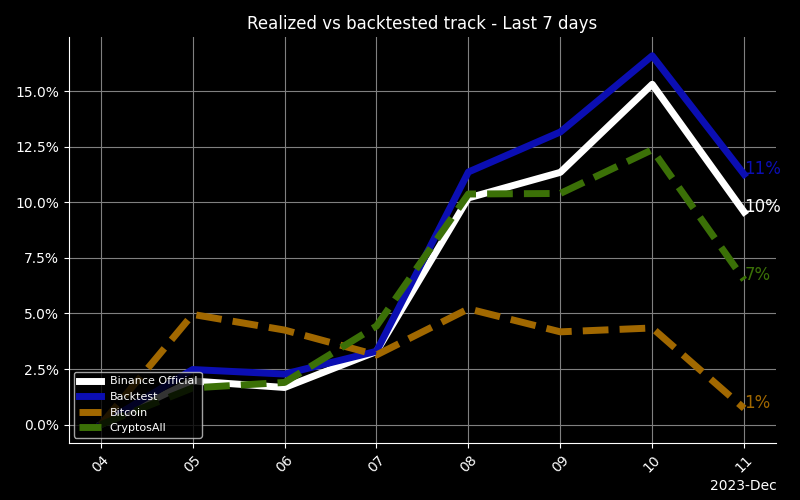 Realized vs backtested track - Last 7 days
15.0%
12.5%
10.0%
7.5%
5.0%
2.5%
0.0%
11%
10%
7%
1%
Binance Official
Backtest
Bitcoin
CryptosAll
04 05 06 07 08 09 10 11
2023-Dec